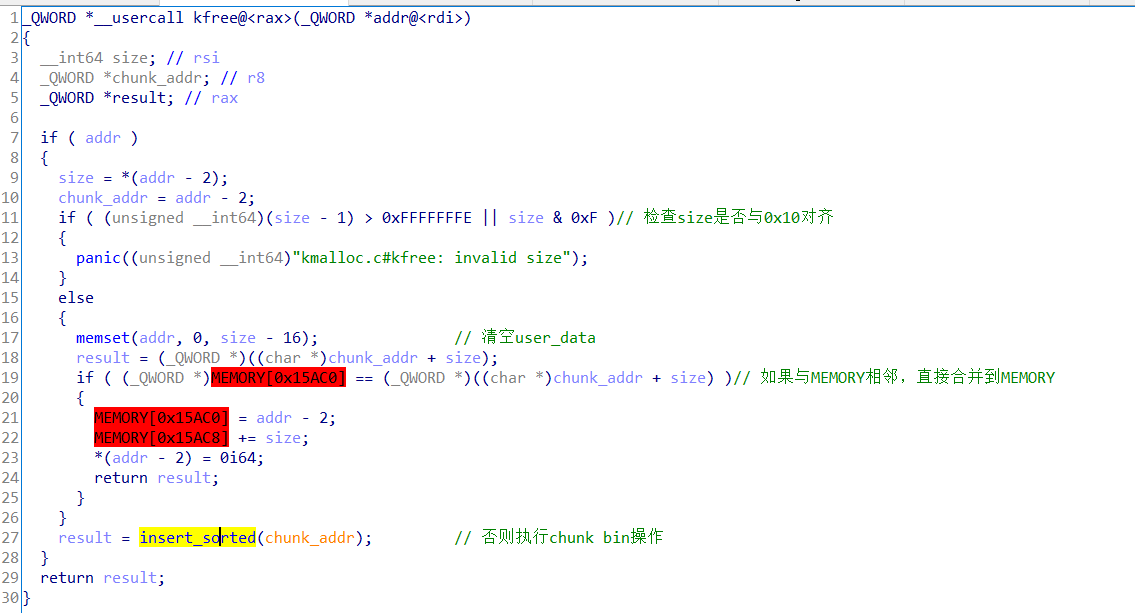 1 _QWORD *__usercall kfree@<rax>(_QWORD *addr@<rdi>)
2 {
3 __int64 size; // rsi
4 _QWORD *chunk_addr; // r8
5 _QWORD *result; // rax
6
7 if ( addr )
8 {
9 size = *(addr - 2);
10 chunk_addr = addr - 2;
11 if ( (unsigned __int64)(size - 1) > 0xFFFFFFFE || size & 0xF )// 检查size是否与0x10对齐
12 {
13 panic((unsigned __int64)"kmalloc.c#kfree: invalid size");
14 }
15 else
16 {
17 memset(addr, 0, size - 16); // 清空user_data
18 result = (_QWORD *)((char *)chunk_addr + size);
19 if ( (_QWORD *)MEMORY[0x15AC0] == (_QWORD *)((char *)chunk_addr + size) )// 如果与MEMORY相邻，直接合并到MEMORY
20 {
21 MEMORY[0x15AC0] = addr - 2;
22 MEMORY[0x15AC8] += size;
23 *(addr - 2) = 0i64;
24 return result;
25 }
26 }
27 result = insert_sorted(chunk_addr); // 否则执行chunk bin操作
28 }
29 return result;
30 }